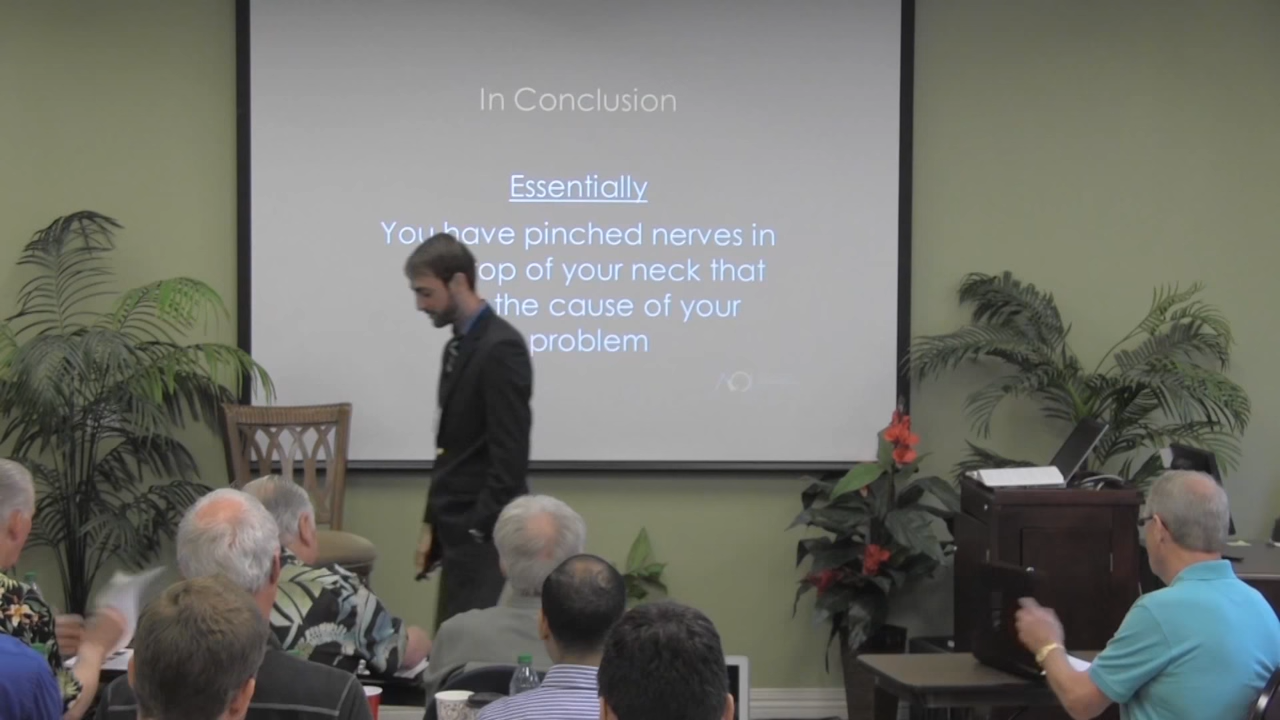 In Conclusion
Essentially
You have pinched nerves in
op of your neck that
the cause of your
problem